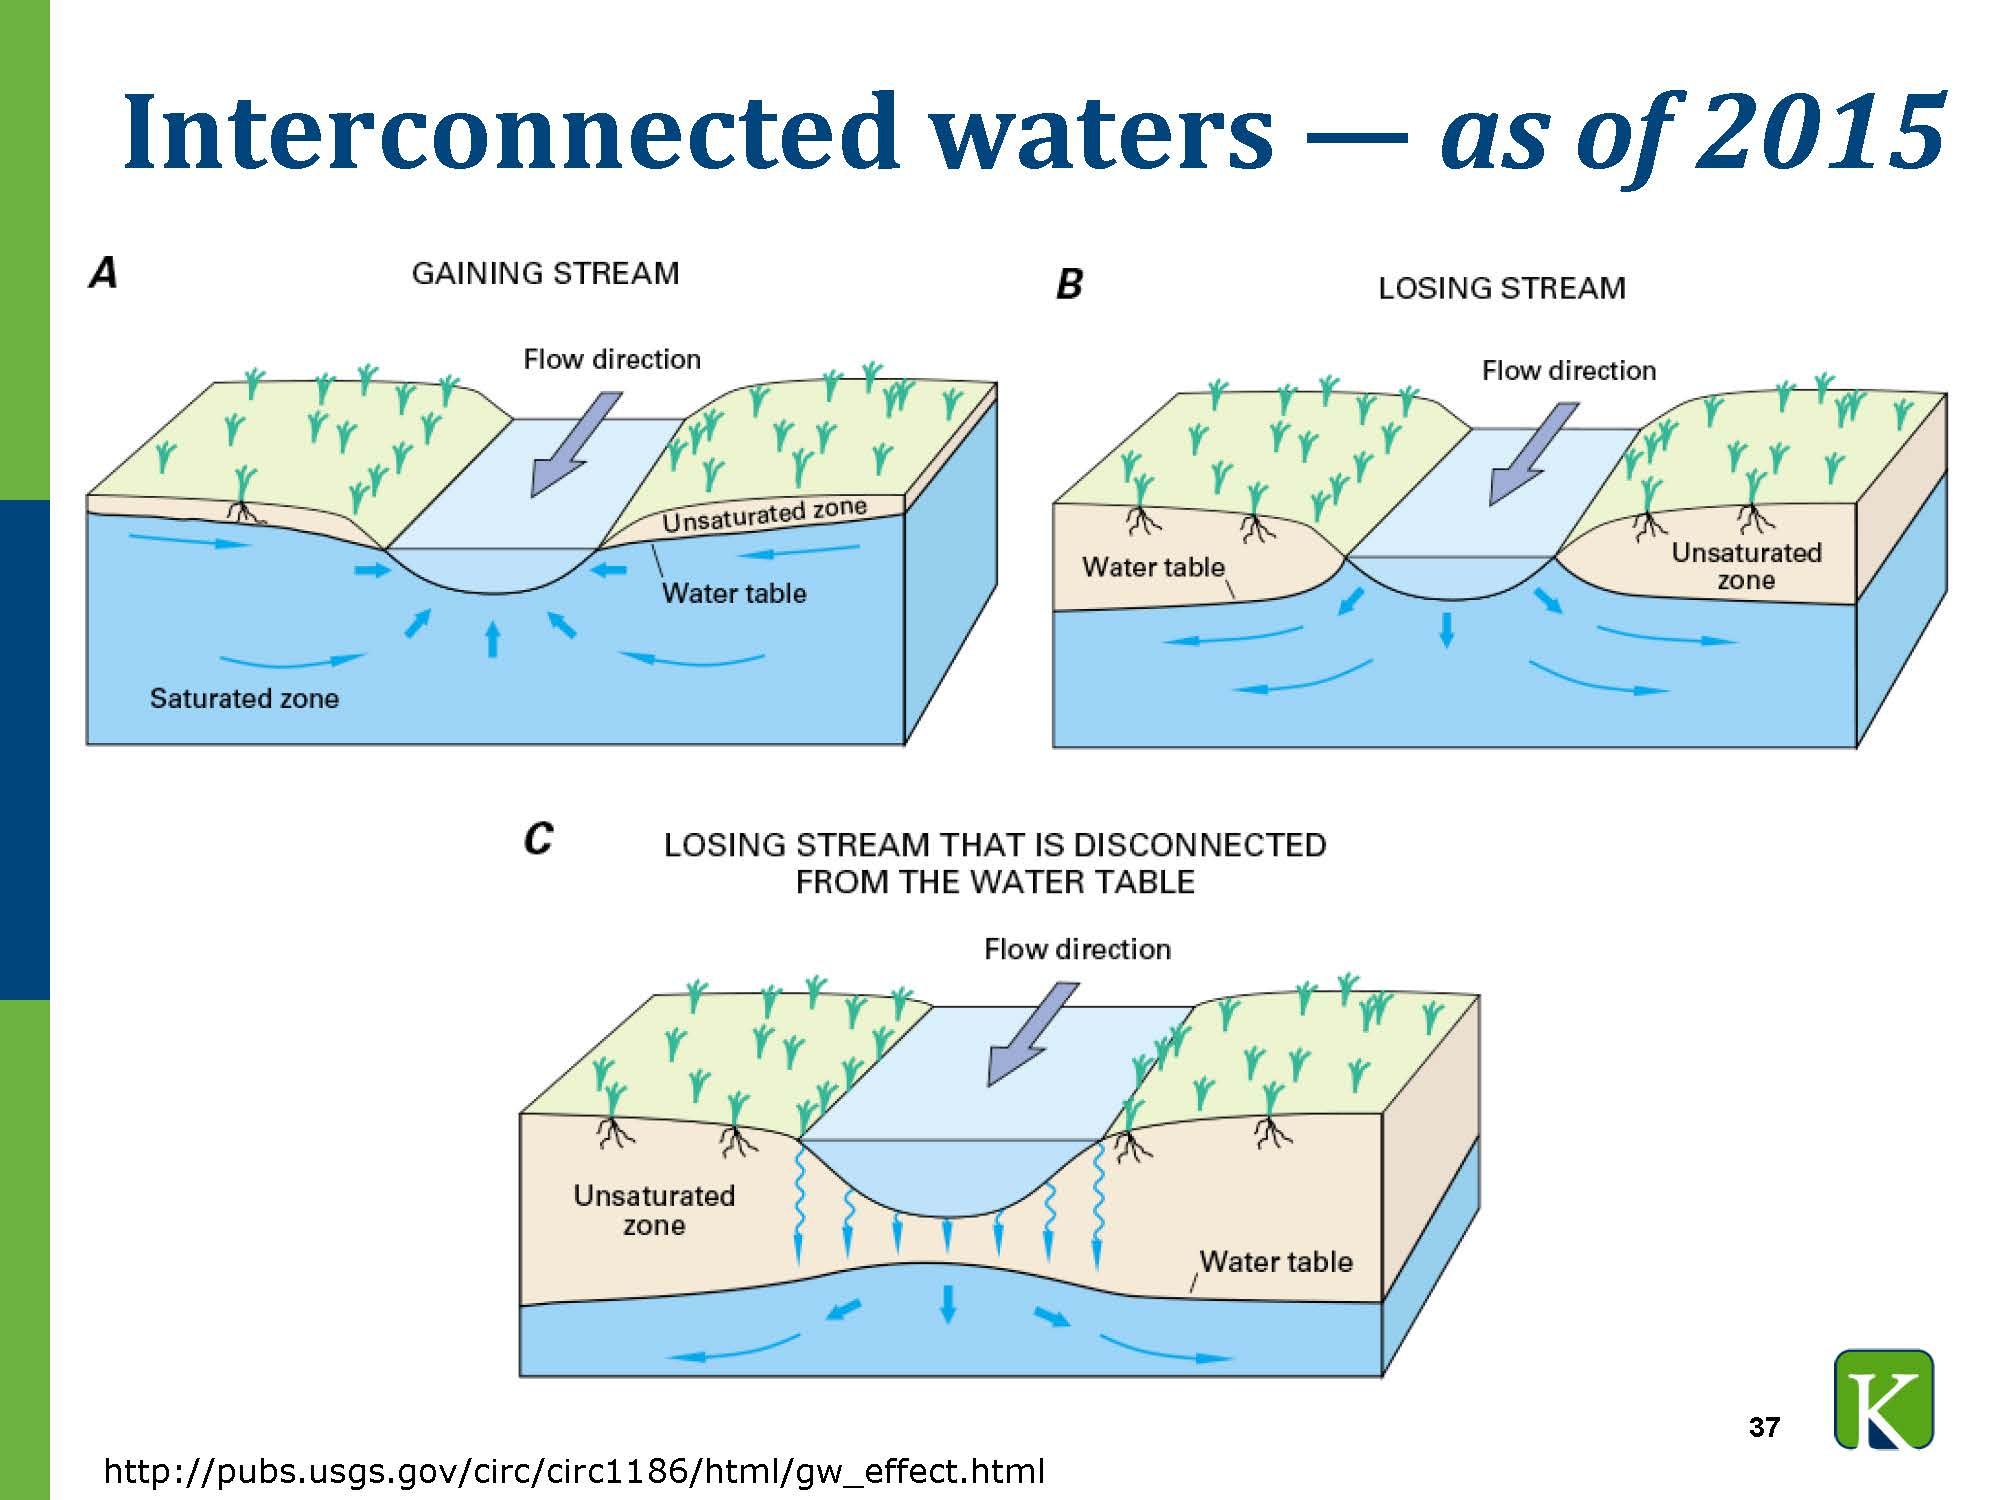 Interconnected waters — as of 2015
A
GAINING STREAM
Flow direction
Unsaturated zone
Water table
Saturated zone
B
LOSING STREAM
Flow direction
Water table
Unsaturated
zone
C
LOSING STREAM THAT IS DISCONNECTED
FROM THE WATER TABLE
Flow direction
Unsaturated
zone
Water table
37
K
http://pubs.usgs.gov/circ/circ1186/html/gw_effect.html